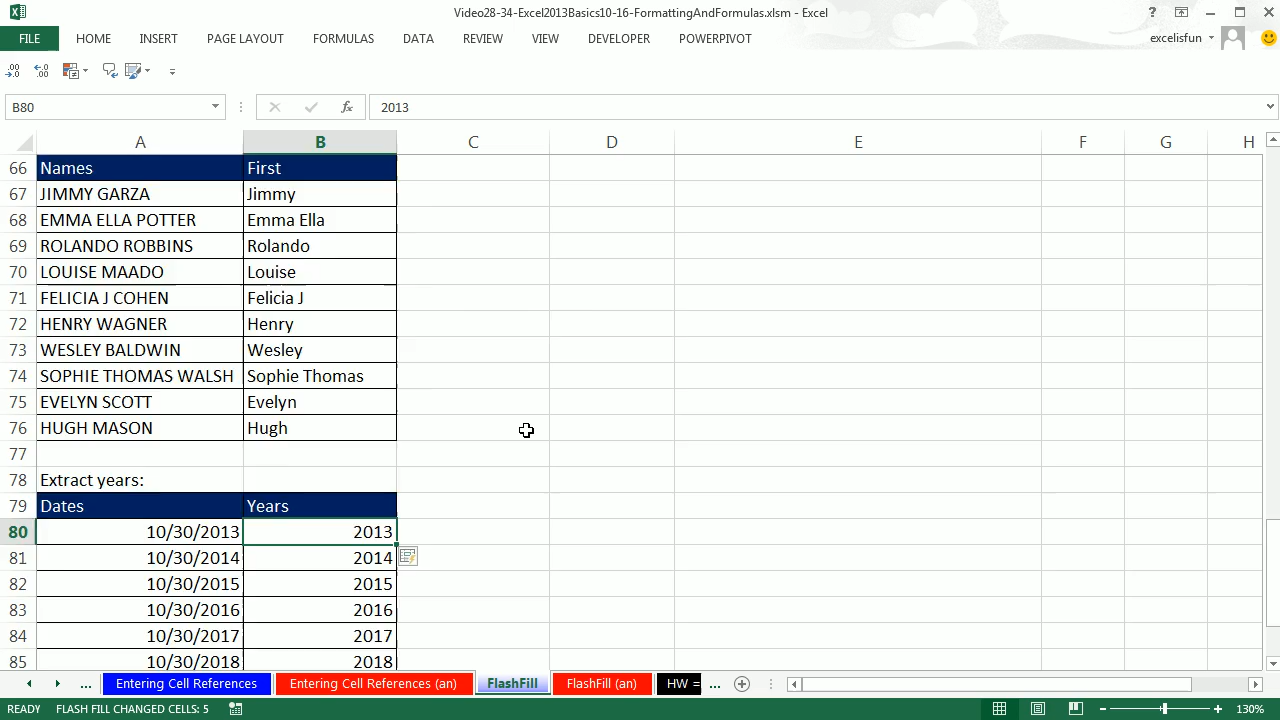 Video28-34-Excel2013Basics10-16-FormattingAndFormulas.xlsm - Excel
?
FILE HOME INSERT PAGE LAYOUT FORMULAS DATA REVIEW VIEW DEVELOPER POWERPIVOT excelisfun
B80 fx 2013
A B C D E F G H
66 Names First
67 JIMMY GARZA Jimmy
68 EMMA ELLA POTTER Emma Ella
69 ROLANDO ROBBINS Rolando
70 LOUISE MAADO Louise
71 FELICIA J COHEN Felicia J
72 HENRY WAGNER Henry
73 WESLEY BALDWIN Wesley
74 SOPHIE THOMAS WALSH Sophie Thomas
75 EVELYN SCOTT Evelyn
76 HUGH MASON Hugh
77
78 Extract years:
79 Dates Years
80 10/30/2013 2013
81 10/30/2014 2014
82 10/30/2015 2015
83 10/30/2016 2016
84 10/30/2017 2017
85 10/30/2018 2018
... Entering Cell References Entering Cell References (an) FlashFill FlashFill (an) HW = ...
READY FLASH FILL CHANGED CELLS: 5 130%